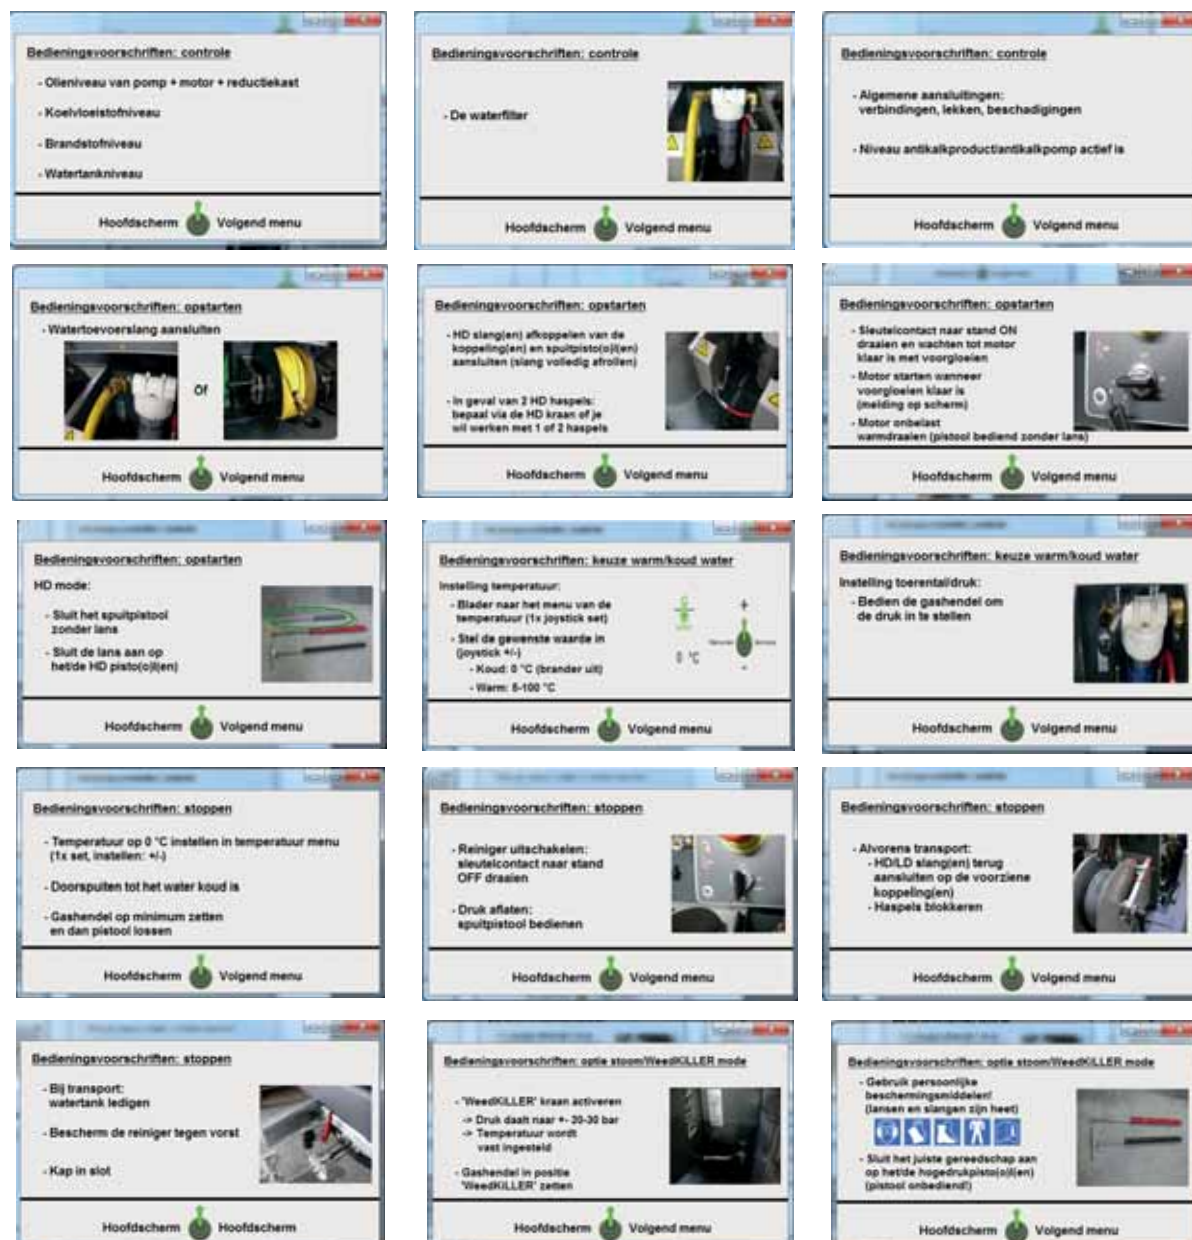 Bedieningsvoorschriften: controle
- Olieniveau van pomp + motor + reductiekast
- Koelvloeistofniveau
- Brandstofniveau
- Watertankniveau
Hoofdscherm Volgend menu
Bedieningsvoorschriften: controle
- De waterfilter
Hoofdscherm Volgend menu
Bedieningsvoorschriften: controle
- Algemene aansluitingen:
verbindingen, lekken, beschadigingen
- Niveau antikalkproduct/antikalkpomp actief is
Hoofdscherm Volgend menu
Bedieningsvoorschriften: opstarten
- Watertoevoerslang aansluiten
Of
Hoofdscherm Volgend menu
Bedieningsvoorschriften: opstarten
- HD slang(en) afkoppelen van de
koppeling(en) en spuitpisto(o)l(en)
aansluiten (slang volledig afrollen)
- In geval van 2 HD haspels:
bepaal via de HD kraan of je
wil werken met 1 of 2 haspels
Hoofdscherm Volgend menu
Bedieningsvoorschriften: opstarten
- Sleutelcontact naar stand ON
draaien en wachten tot motor
klaar is met voorgloeien
- Motor starten wanneer
voorgloeien klaar is
(melding op scherm)
- Motor onbelast
warmdraaien (pistool bediend zonder lans)
Hoofdscherm Volgend menu
Bedieningsvoorschriften: opstarten
HD mode:
- Sluit het spuitpistool
zonder lans
- Sluit de lans aan op
het/de HD pisto(o)l(en)
Hoofdscherm Volgend menu
Bedieningsvoorschriften: keuze warm/koud water
Instelling temperatuur:
- Blader naar het menu van de
temperatuur (1x joystick set)
- Stel de gewenste waarde in
(joystick +/-)
- Koud: 0 °C (brander uit)
- Warm: 5-100 °C
0 °C
+
-
Hoofdscherm Volgend menu
Bedieningsvoorschriften: keuze warm/koud water
Instelling toerental/druk:
- Bedien de gashendel om
de druk in te stellen
Hoofdscherm Volgend menu
Bedieningsvoorschriften: stoppen
- Temperatuur op 0 °C instellen in temperatuur menu
(1x set, instellen: +/-)
- Doorspuiten tot het water koud is
- Gashendel op minimum zetten
en dan pistool lossen
Hoofdscherm Volgend menu
Bedieningsvoorschriften: stoppen
- Reiniger uitschakelen:
sleutelcontact naar stand
OFF draaien
- Druk aflaten:
spuitpistool bedienen
Hoofdscherm Volgend menu
Bedieningsvoorschriften: stoppen
- Alvorens transport:
- HD/LD slang(en) terug
aansluiten op de voorziene
koppeling(en)
- Haspels blokkeren
Hoofdscherm Volgend menu
Bedieningsvoorschriften: stoppen
- Bij transport:
watertank ledigen
- Bescherm de reiniger tegen vorst
- Kap in slot
Hoofdscherm Hoofdscherm
Bedieningsvoorschriften: optie stoom/WeedKILLER mode
- 'WeedKILLER' kraan activeren
-> Druk daalt naar +- 20-30 bar
-> Temperatuur wordt
vast ingesteld
- Gashendel in positie
'WeedKILLER' zetten
Hoofdscherm Volgend menu
Bedieningsvoorschriften: optie stoom/WeedKILLER mode
- Gebruik persoonlijke
beschermingsmiddelen!
(lansen en slangen zijn heet)
- Sluit het juiste gereedschap aan
op het/de hogedrukpisto(o)l(en)
(pistool onbediend!)
Hoofdscherm Volgend menu